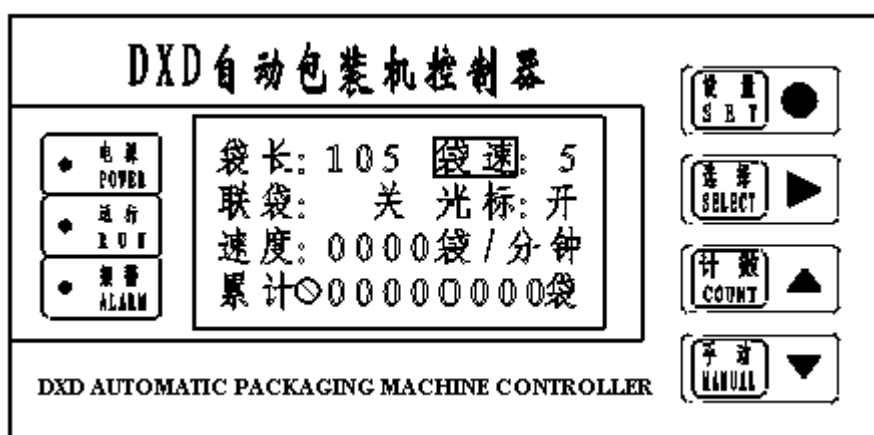 DXD自动包装机控制器
电源
POWER
运行
RUN
报警
ALARM
袋长: 105 袋速: 5
联袋: 关 光标: 开
速度: 0000袋/分钟
累计⦸00000000袋
设置
SET
选择
SELECT
计数
COUNT
手动
MANUAL
DXD AUTOMATIC PACKAGING MACHINE CONTROLLER